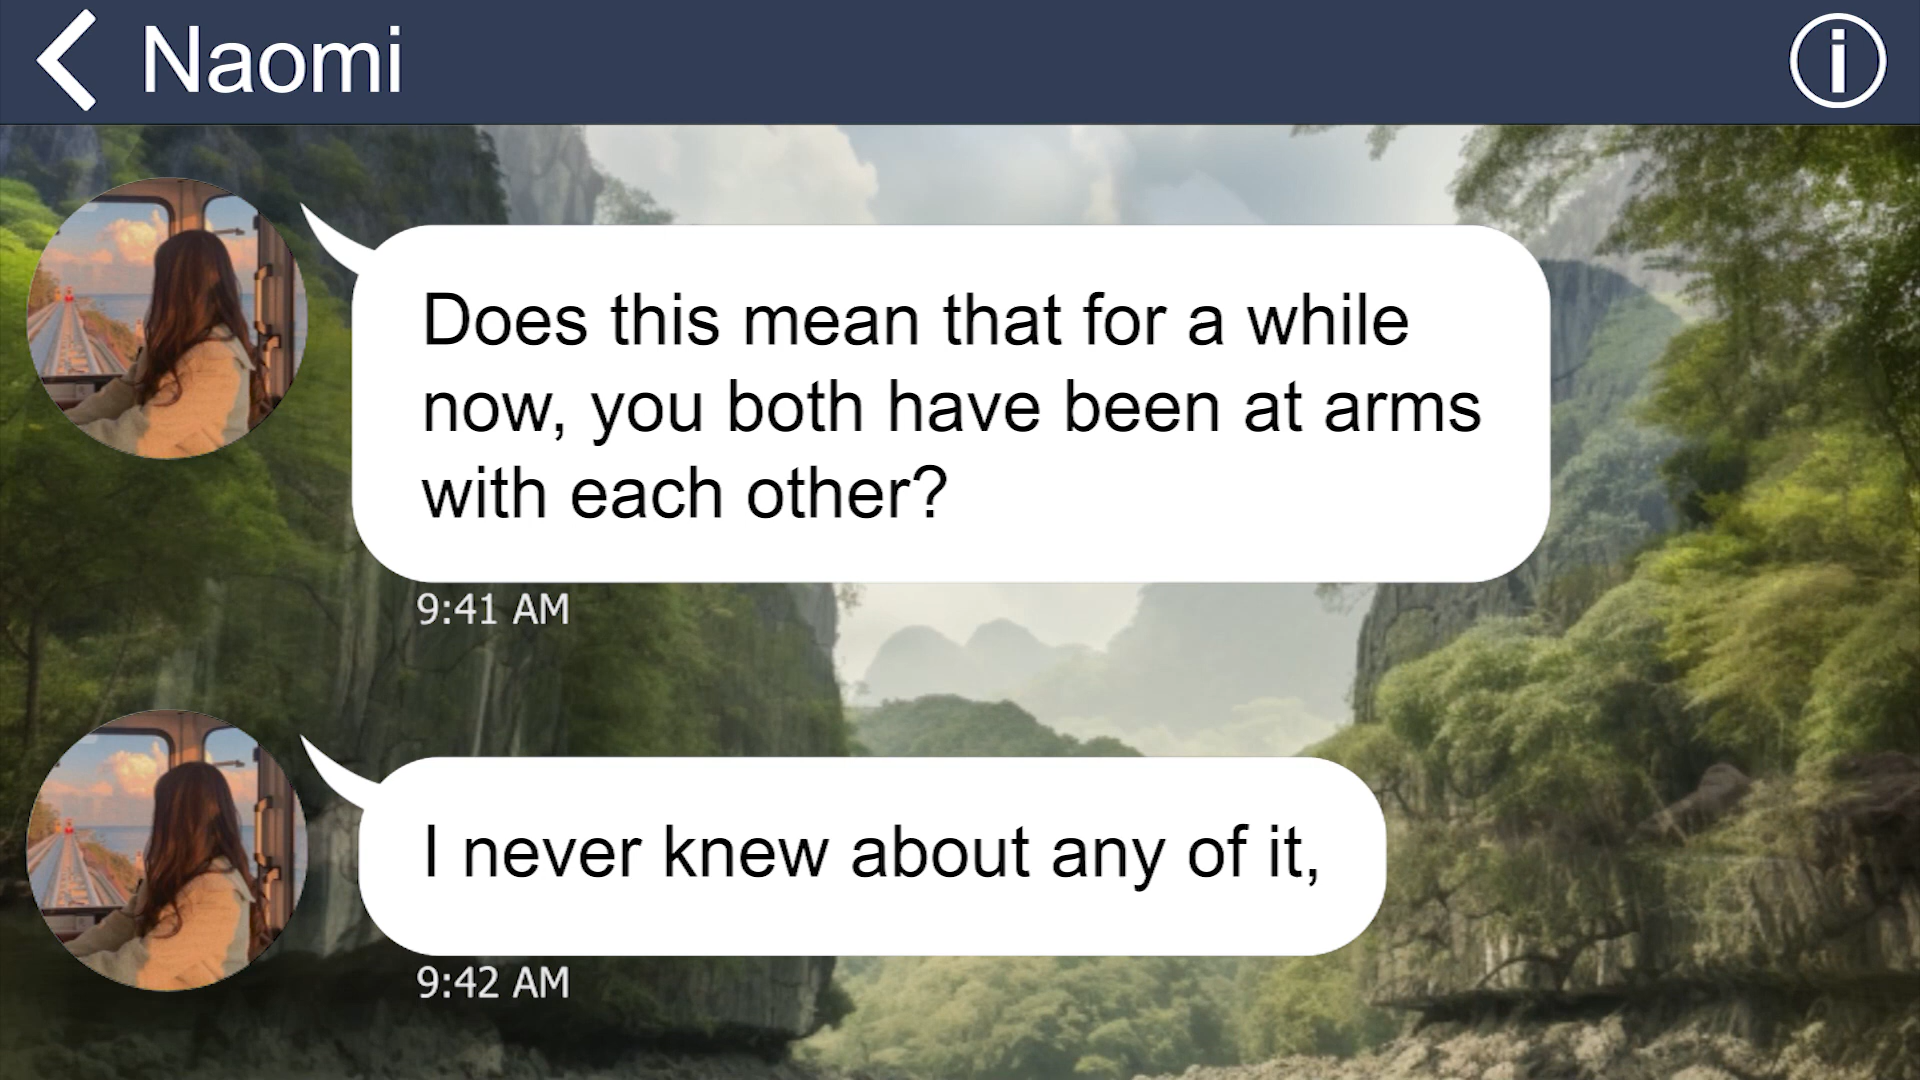 Naomi
Does this mean that for a while
now, you both have been at arms
with each other?
9:41 AM
I never knew about any of it,
9:42 AM